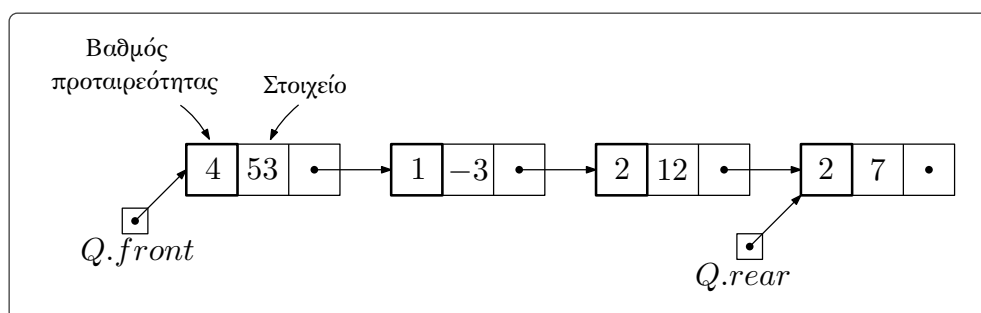 Βαθμός
προταιρεότητας
Στοιχείο
4 53 1 −3 2 12 2 7
Q.front
Q.rear